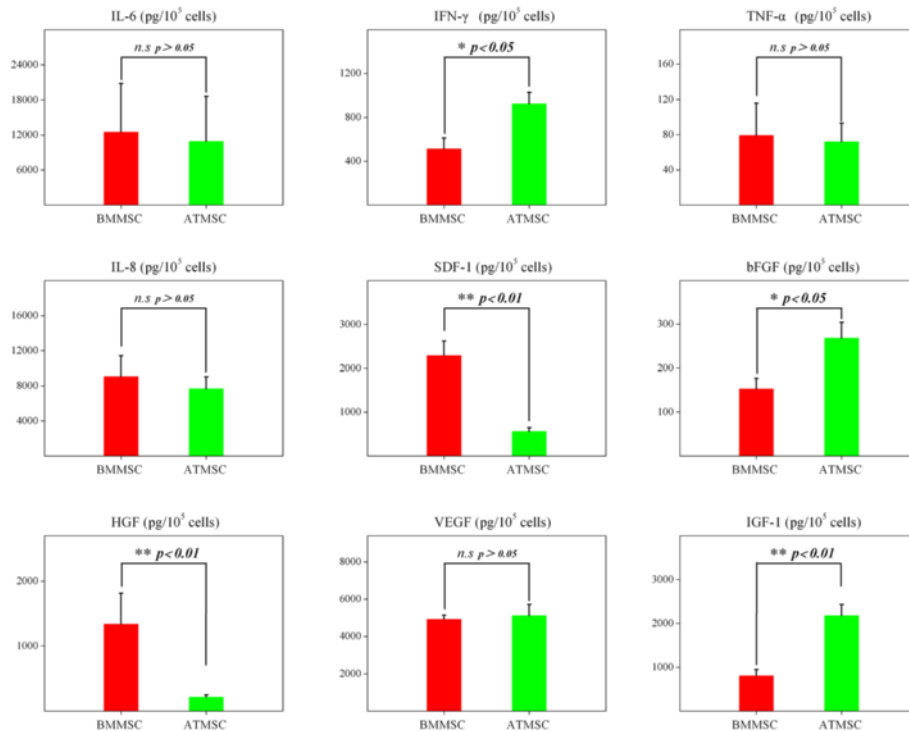 IL-6 (pg/10⁵ cells)
n.s p > 0.05
24000
18000
12000
6000
BMMSC ATMSC
IFN-γ (pg/10⁵ cells)
* p<0.05
1200
800
400
BMMSC ATMSC
TNF-α (pg/10⁵ cells)
n.s p > 0.05
160
120
80
40
BMMSC ATMSC
IL-8 (pg/10⁵ cells)
n.s p > 0.05
16000
12000
8000
4000
BMMSC ATMSC
SDF-1 (pg/10⁵ cells)
** p<0.01
3000
2000
1000
BMMSC ATMSC
bFGF (pg/10⁵ cells)
* p<0.05
300
200
100
BMMSC ATMSC
HGF (pg/10⁵ cells)
** p<0.01
2000
1000
BMMSC ATMSC
VEGF (pg/10⁵ cells)
n.s p > 0.05
8000
6000
4000
2000
BMMSC ATMSC
IGF-1 (pg/10⁵ cells)
** p<0.01
3000
2000
1000
BMMSC ATMSC